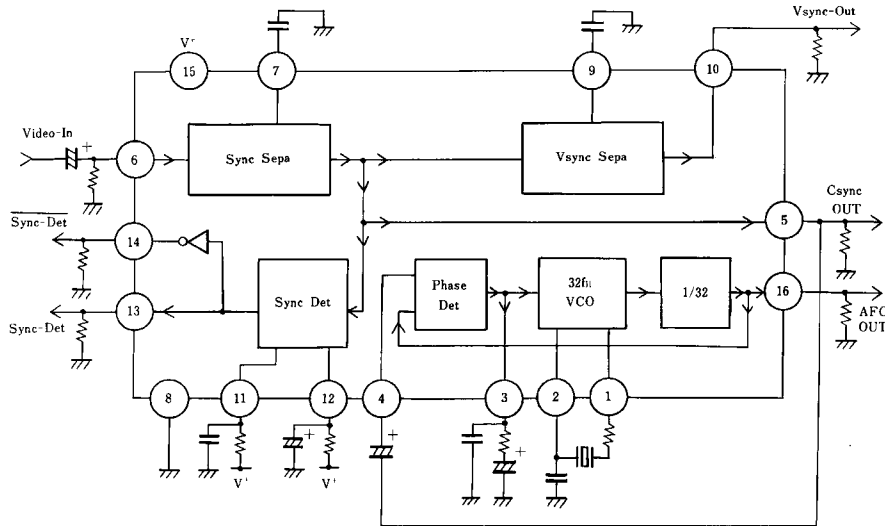 Vsync-Out
V+
15
7
9
10
Video-In
+
6
Sync Sepa
Vsync Sepa
Csync
OUT
5
Sync-Det
14
Sync Det
Phase
Det
32fH
VCO
1/32
16
AFC
OUT
Sync-Det
13
8
11
12
4
3
2
1
+
+
+
V+
V+